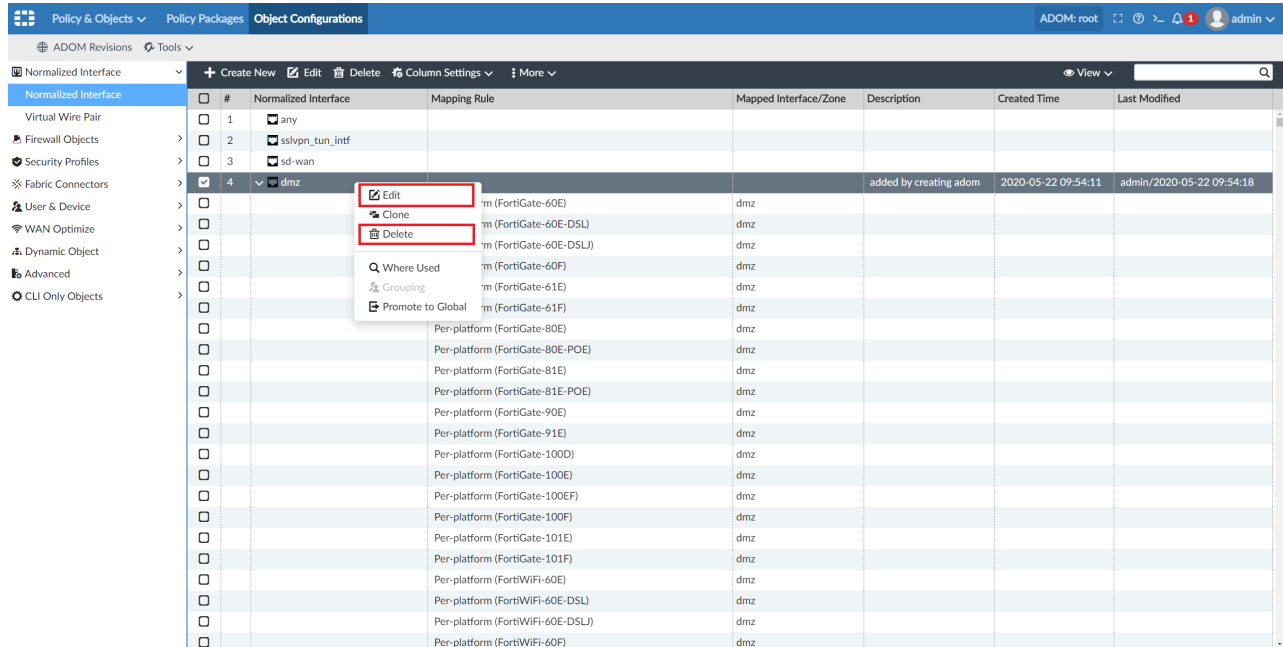 Policy & Objects Policy Packages Object Configurations ADOM: root 1 admin
ADOM Revisions Tools
Normalized Interface
Normalized Interface
Virtual Wire Pair
Firewall Objects
Security Profiles
Fabric Connectors
User & Device
WAN Optimize
Dynamic Object
Advanced
CLI Only Objects
Create New Edit Delete Column Settings More View
# Normalized Interface Mapping Rule Mapped Interface/Zone Description Created Time Last Modified
1 any
2 sslvpn_tun_intf
3 sd-wan
4 dmz added by creating adom 2020-05-22 09:54:11 admin/2020-05-22 09:54:18
Edit
Clone
Delete
Where Used
Grouping
Promote to Global
rm (FortiGate-60E) dmz
rm (FortiGate-60E-DSL) dmz
rm (FortiGate-60E-DSLJ) dmz
rm (FortiGate-60F) dmz
rm (FortiGate-61E) dmz
rm (FortiGate-61F) dmz
Per-platform (FortiGate-80E) dmz
Per-platform (FortiGate-80E-POE) dmz
Per-platform (FortiGate-81E) dmz
Per-platform (FortiGate-81E-POE) dmz
Per-platform (FortiGate-90E) dmz
Per-platform (FortiGate-91E) dmz
Per-platform (FortiGate-100D) dmz
Per-platform (FortiGate-100E) dmz
Per-platform (FortiGate-100EF) dmz
Per-platform (FortiGate-100F) dmz
Per-platform (FortiGate-101E) dmz
Per-platform (FortiGate-101F) dmz
Per-platform (FortiWiFi-60E) dmz
Per-platform (FortiWiFi-60E-DSL) dmz
Per-platform (FortiWiFi-60E-DSLJ) dmz
Per-platform (FortiWiFi-60F) dmz